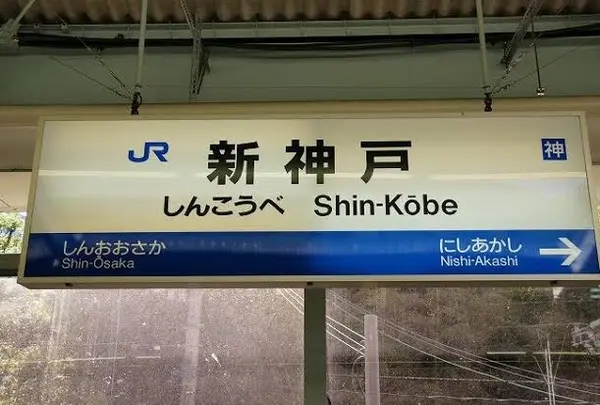 JR 新神戸 神
しんこうべ Shin-Kōbe
しんおおさか にしあかし
Shin-Osaka Nishi-Akashi